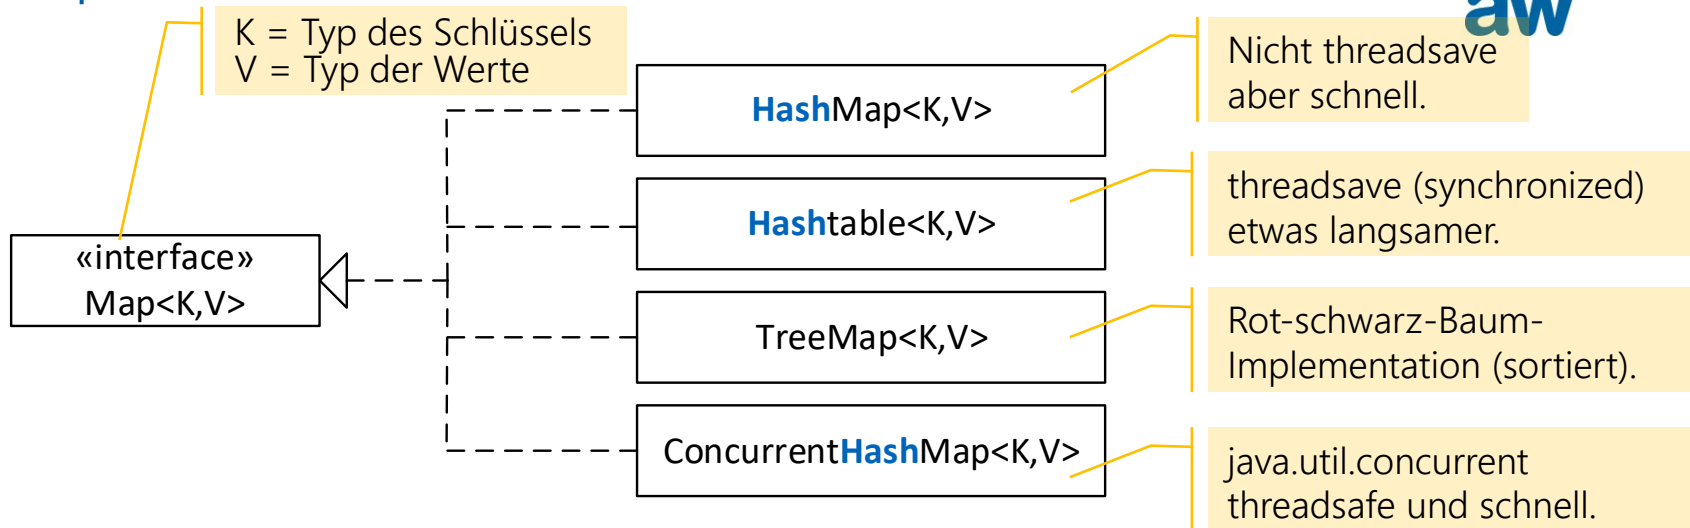 aw
K = Typ des Schlüssels
V = Typ der Werte
Nicht threadsave
aber schnell.
HashMap<K,V>
threadsave (synchronized)
etwas langsamer.
Hashtable<K,V>
«interface»
Map<K,V>
Rot-schwarz-Baum-
Implementation (sortiert).
TreeMap<K,V>
java.util.concurrent
threadsafe und schnell.
ConcurrentHashMap<K,V>